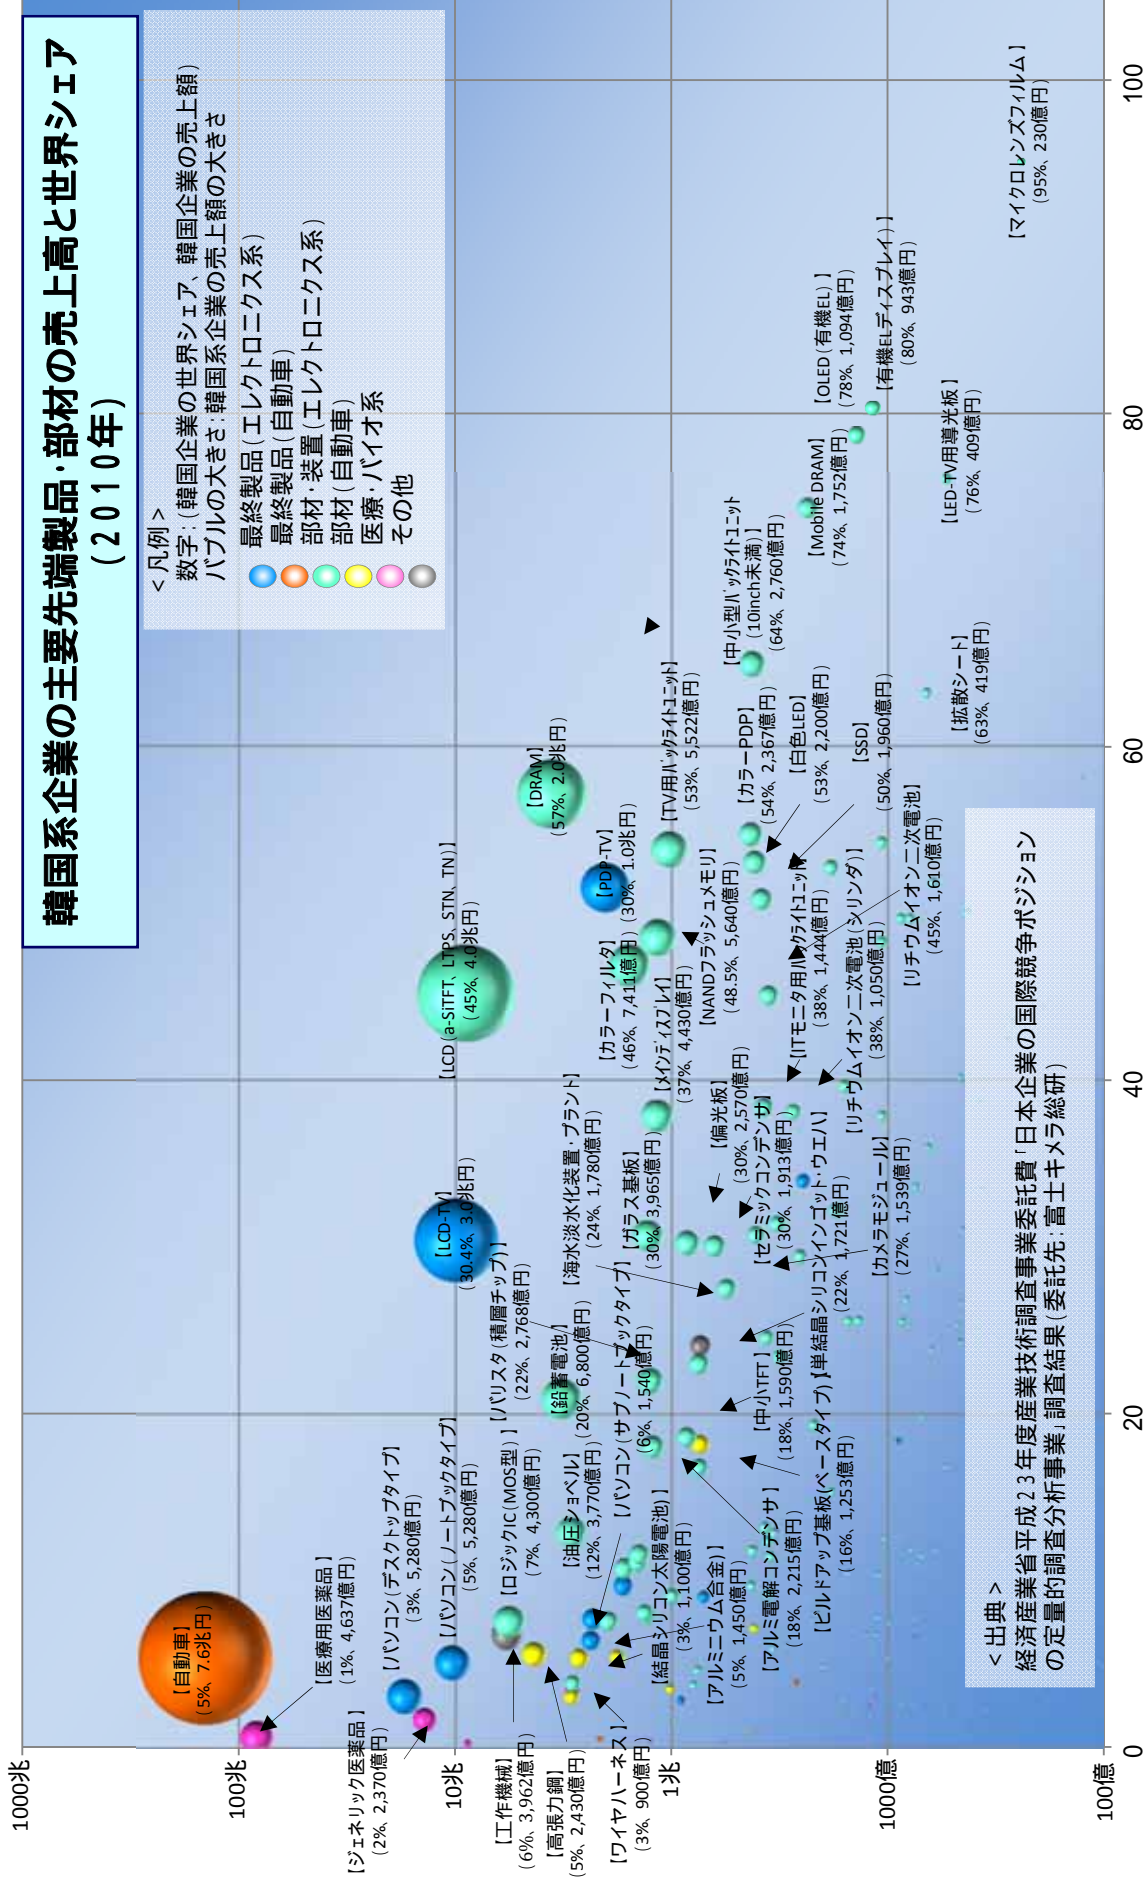 韓国系企業の主要先端製品・部材の売上高と世界シェア
(2010年)
<凡例>
数字：(韓国企業の世界シェア、韓国企業の売上額)
バブルの大きさ：韓国系企業の売上額の大きさ
最終製品(エレクトロニクス系)
最終製品(自動車)
部材・装置(エレクトロニクス系)
部材(自動車)
医療・バイオ系
その他
1000兆
100兆
10兆
1兆
1000億
100億
0
20
40
60
80
100
【自動車】
(5%、7.6兆円)
【医療用医薬品】
(1%、4,637億円)
【ジェネリック医薬品】
(2%、2,370億円)
【パソコン(デスクトップタイプ】
(3%、5,280億円)
【パソコン(ノートブックタイプ】
(5%、5,280億円)
【LCD-TV】
(30.4%、3.0兆円)
【LCD(a-SiTFT、LTPS、STN、TN)】
(45%、4.0兆円)
【DRAM】
(57%、2.0兆円)
【PDP-TV】
(30%、1.0兆円)
【カラーフィルタ】
(46%、7,411億円)
【メインディスプレイ】
(37%、4,430億円)
【NANDフラッシュメモリ】
(48.5%、5,640億円)
【TV用バックライトユニット】
(53%、5,522億円)
【中小型バックライトユニット
(10inch未満)】
(64%、2,760億円)
【カラーPDP】
(54%、2,367億円)
【白色LED】
(53%、2,200億円)
【SSD】
(50%、1,960億円)
【リチウムイオン二次電池】
(45%、1,610億円)
【ITモニタ用バックライトユニット】
(38%、1,444億円)
【リチウムイオン二次電池(シリンダ)】
(38%、1,050億円)
【Mobile DRAM】
(74%、1,752億円)
【OLED(有機EL)】
(78%、1,094億円)
【有機ELディスプレイ)】
(80%、943億円)
【LED-TV用導光板】
(76%、409億円)
【拡散シート】
(63%、419億円)
【マイクロレンズフィルム】
(95%、230億円)
【工作機械】
(6%、3,962億円)
【高張力鋼】
(5%、2,430億円)
【ワイヤハーネス】
(3%、900億円)
【ロジックIC(MOS型)】
(7%、4,300億円)
【バリスタ(積層チップ)】
(22%、2,768億円)
【鉛蓄電池】
(20%、6,800億円)
【油圧ショベル】
(12%、3,770億円)
【海水淡水化装置・プラント】
(24%、1,780億円)
【パソコン(サブノートブックタイプ】
(6%、1,540億円)
【ガラス基板】
(30%、3,965億円)
【偏光板】
(30%、2,570億円)
【セラミックコンデンサ】
(30%、1,913億円)
【カメラモジュール】
(27%、1,539億円)
【単結晶シリコンインゴット・ウエハ】
(22%、1,721億円)
【中小TFT】
(18%、1,590億円)
【ビルドアップ基板(ベースタイプ)】
(16%、1,253億円)
【アルミ電解コンデンサ】
(18%、2,215億円)
【結晶シリコン太陽電池)】
(3%、1,100億円)
【アルミニウム合金)】
(5%、1,450億円)
<出典>
経済産業省平成23年度産業技術調査事業委託費「日本企業の国際競争ポジション
の定量的調査分析事業」調査結果(委託先：富士キメラ総研)